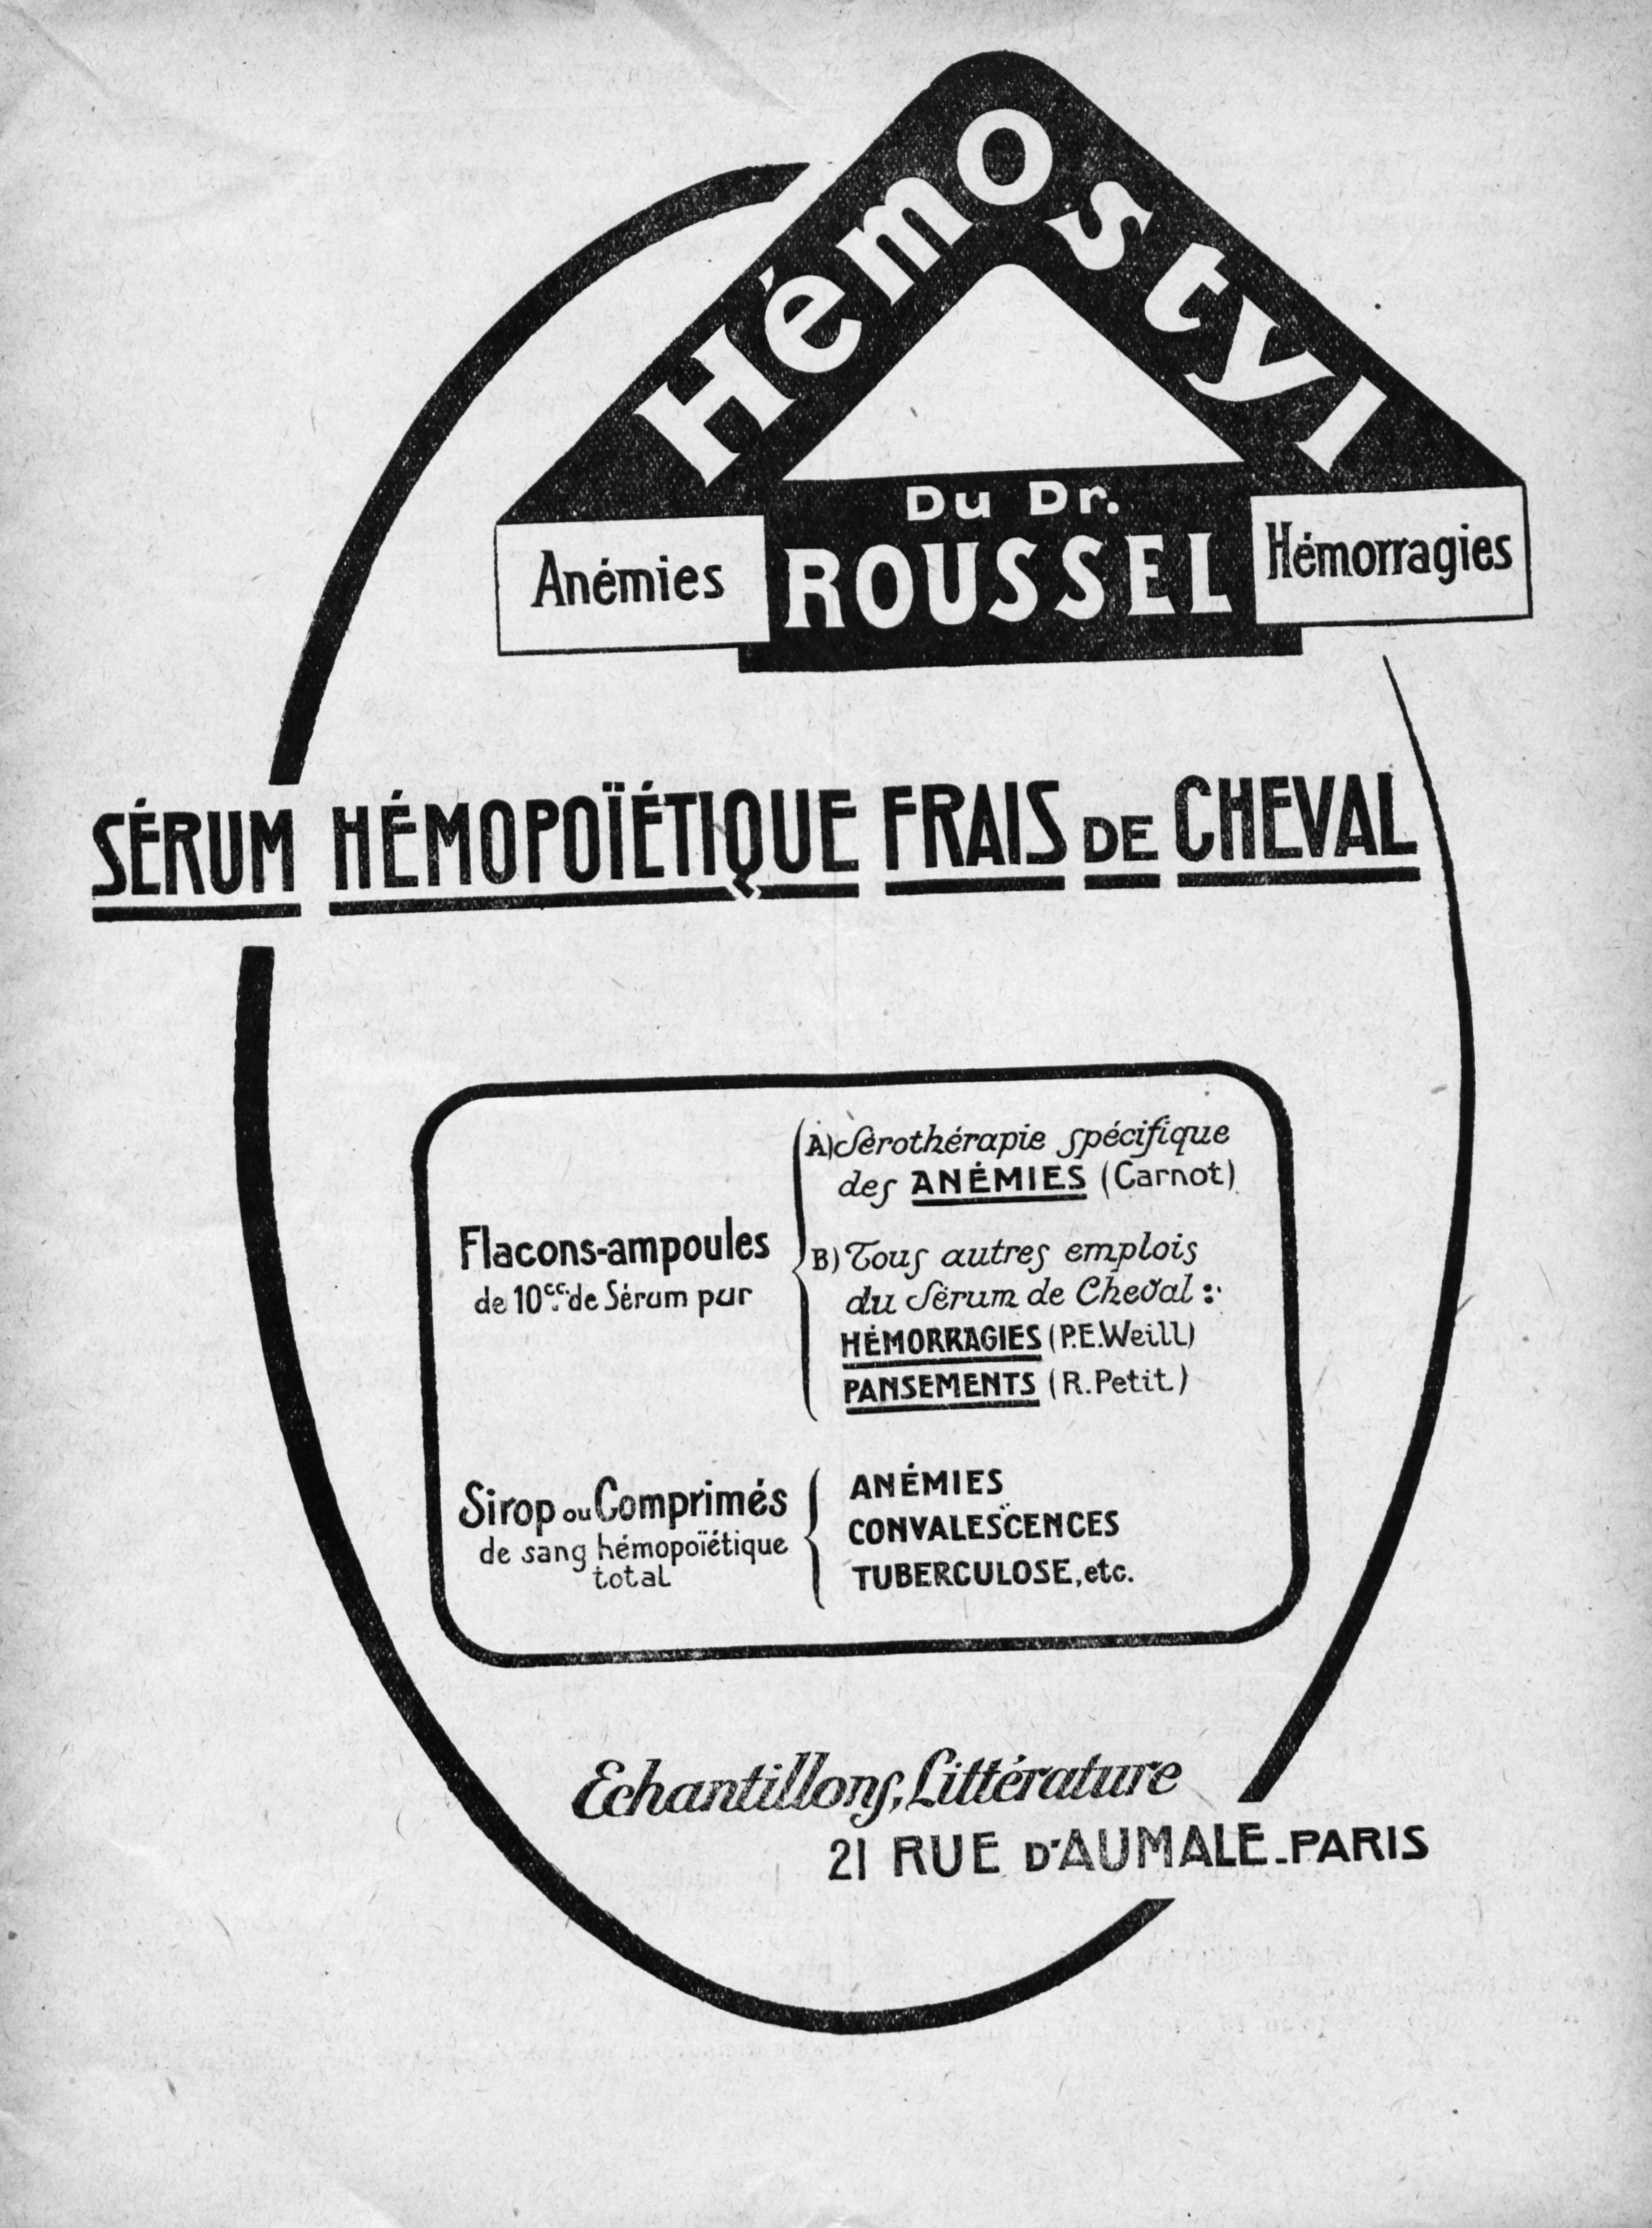 Hémostyl
Du Dr.
ROUSSEL
Anémies
Hémorragies
SÉRUM HÉMOPOÏÉTIQUE FRAIS DE CHEVAL
Flacons-ampoules
de 10cc. de Sérum pur
A) Sèrothérapie spécifique
des ANÉMIES (Carnot)
B) Tous autres emplois
du Sérum de Cheval :
HÉMORRAGIES (P.E.Weill)
PANSEMENTS (R.Petit)
Sirop ou Comprimés
de sang hémopoïétique
total
ANÉMIES
CONVALESCENCES
TUBERCULOSE, etc.
Echantillons, Littérature
21 RUE D'AUMALE-PARIS